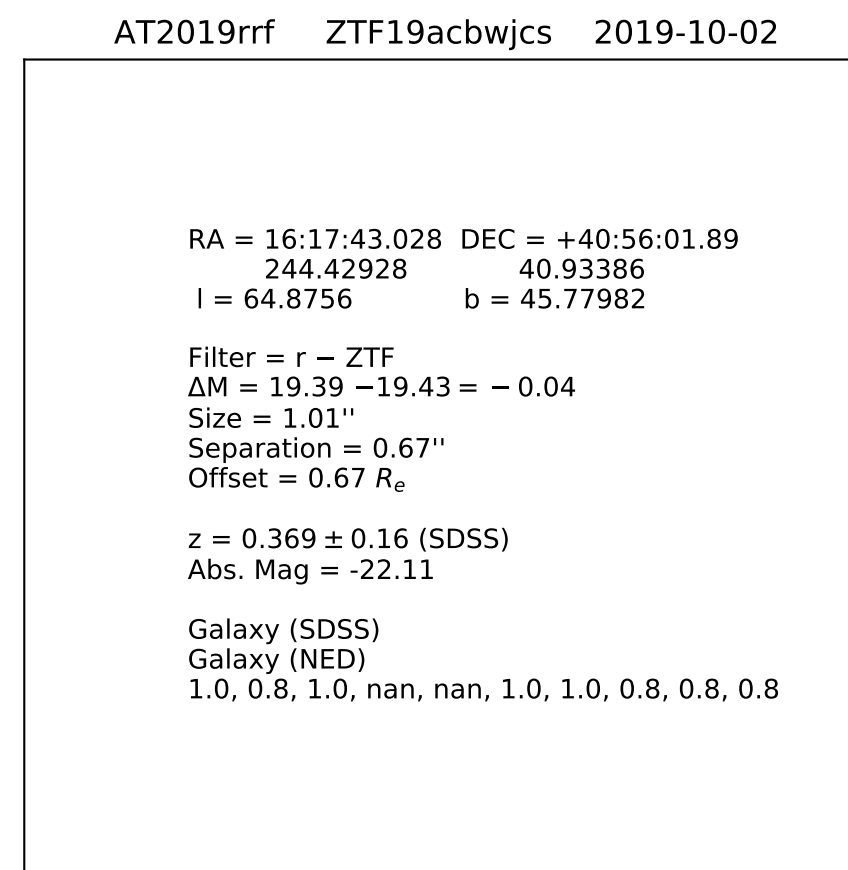 AT2019rrf ZTF19acbwjcs 2019-10-02
RA = 16:17:43.028 DEC = +40:56:01.89
244.42928 40.93386
l = 64.8756 b = 45.77982
Filter = r − ZTF
ΔM = 19.39 −19.43 = − 0.04
Size = 1.01''
Separation = 0.67''
Offset = 0.67 Rₑ
z = 0.369 ± 0.16 (SDSS)
Abs. Mag = -22.11
Galaxy (SDSS)
Galaxy (NED)
1.0, 0.8, 1.0, nan, nan, 1.0, 1.0, 0.8, 0.8, 0.8